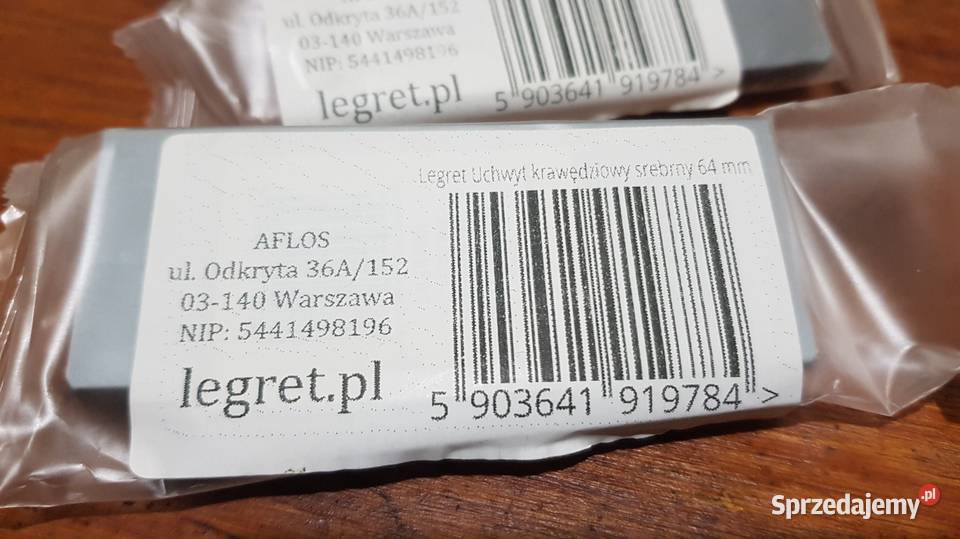 ul. Odkryta 36A/152
03-140 Warszawa
NIP: 5441498196
legret.pl
5 903641 919784 >
Legret Uchwyt krawędziowy srebrny 64 mm
AFLOS
ul. Odkryta 36A/152
03-140 Warszawa
NIP: 5441498196
legret.pl
5 903641 919784 >
Sprzedajemy.pl